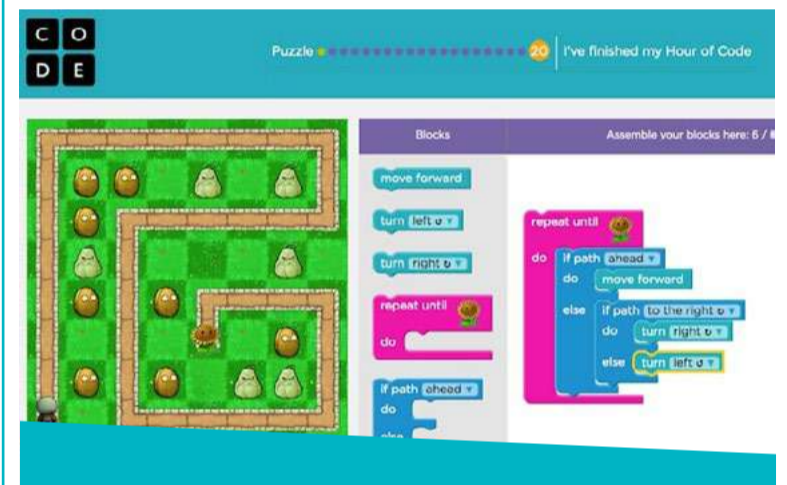 C O
D E
Puzzle 20 I've finished my Hour of Code
Blocks
Assemble your blocks here: 6 /
move forward
turn left ↺ ▼
turn right ↻ ▼
repeat until
do
if path ahead ▼
do
else
repeat until
do if path ahead ▼
do move forward
else if path to the right ↻ ▼
do turn right ↻ ▼
else turn left ↺ ▼